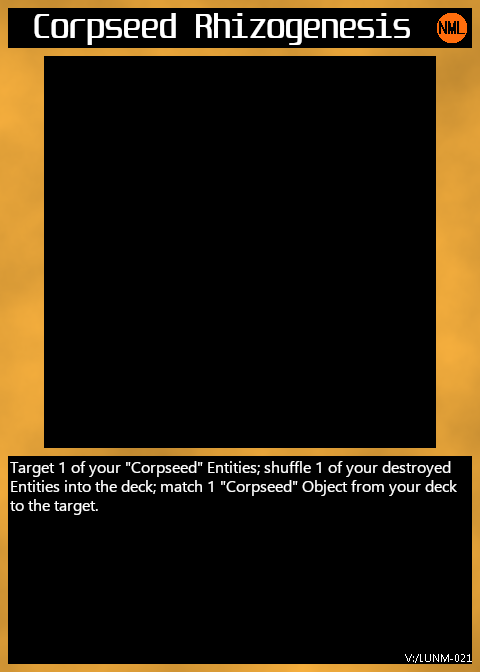 Corpseed Rhizogenesis NML
Target 1 of your "Corpseed" Entities; shuffle 1 of your destroyed
Entities into the deck; match 1 "Corpseed" Object from your deck
to the target.
V:/LUNM-021